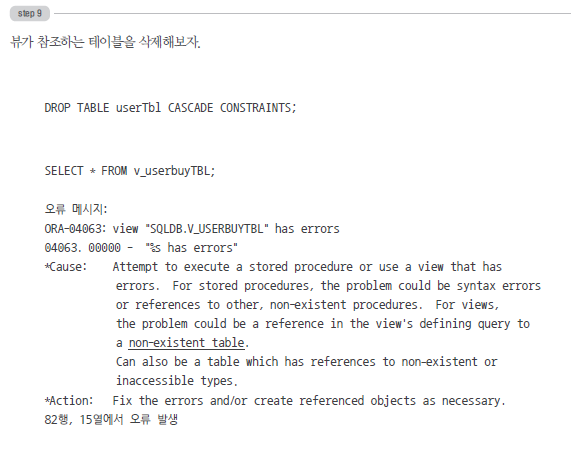 step 9
뷰가 참조하는 테이블을 삭제해보자.
DROP TABLE userTbl CASCADE CONSTRAINTS;
SELECT * FROM v_userbuyTBL;
오류 메시지:
ORA-04063: view "SQLDB.V_USERBUYTBL" has errors
04063. 00000 - "%s has errors"
*Cause: Attempt to execute a stored procedure or use a view that has
errors. For stored procedures, the problem could be syntax errors
or references to other, non-existent procedures. For views,
the problem could be a reference in the view's defining query to
a non-existent table.
Can also be a table which has references to non-existent or
inaccessible types.
*Action: Fix the errors and/or create referenced objects as necessary.
82행, 15열에서 오류 발생